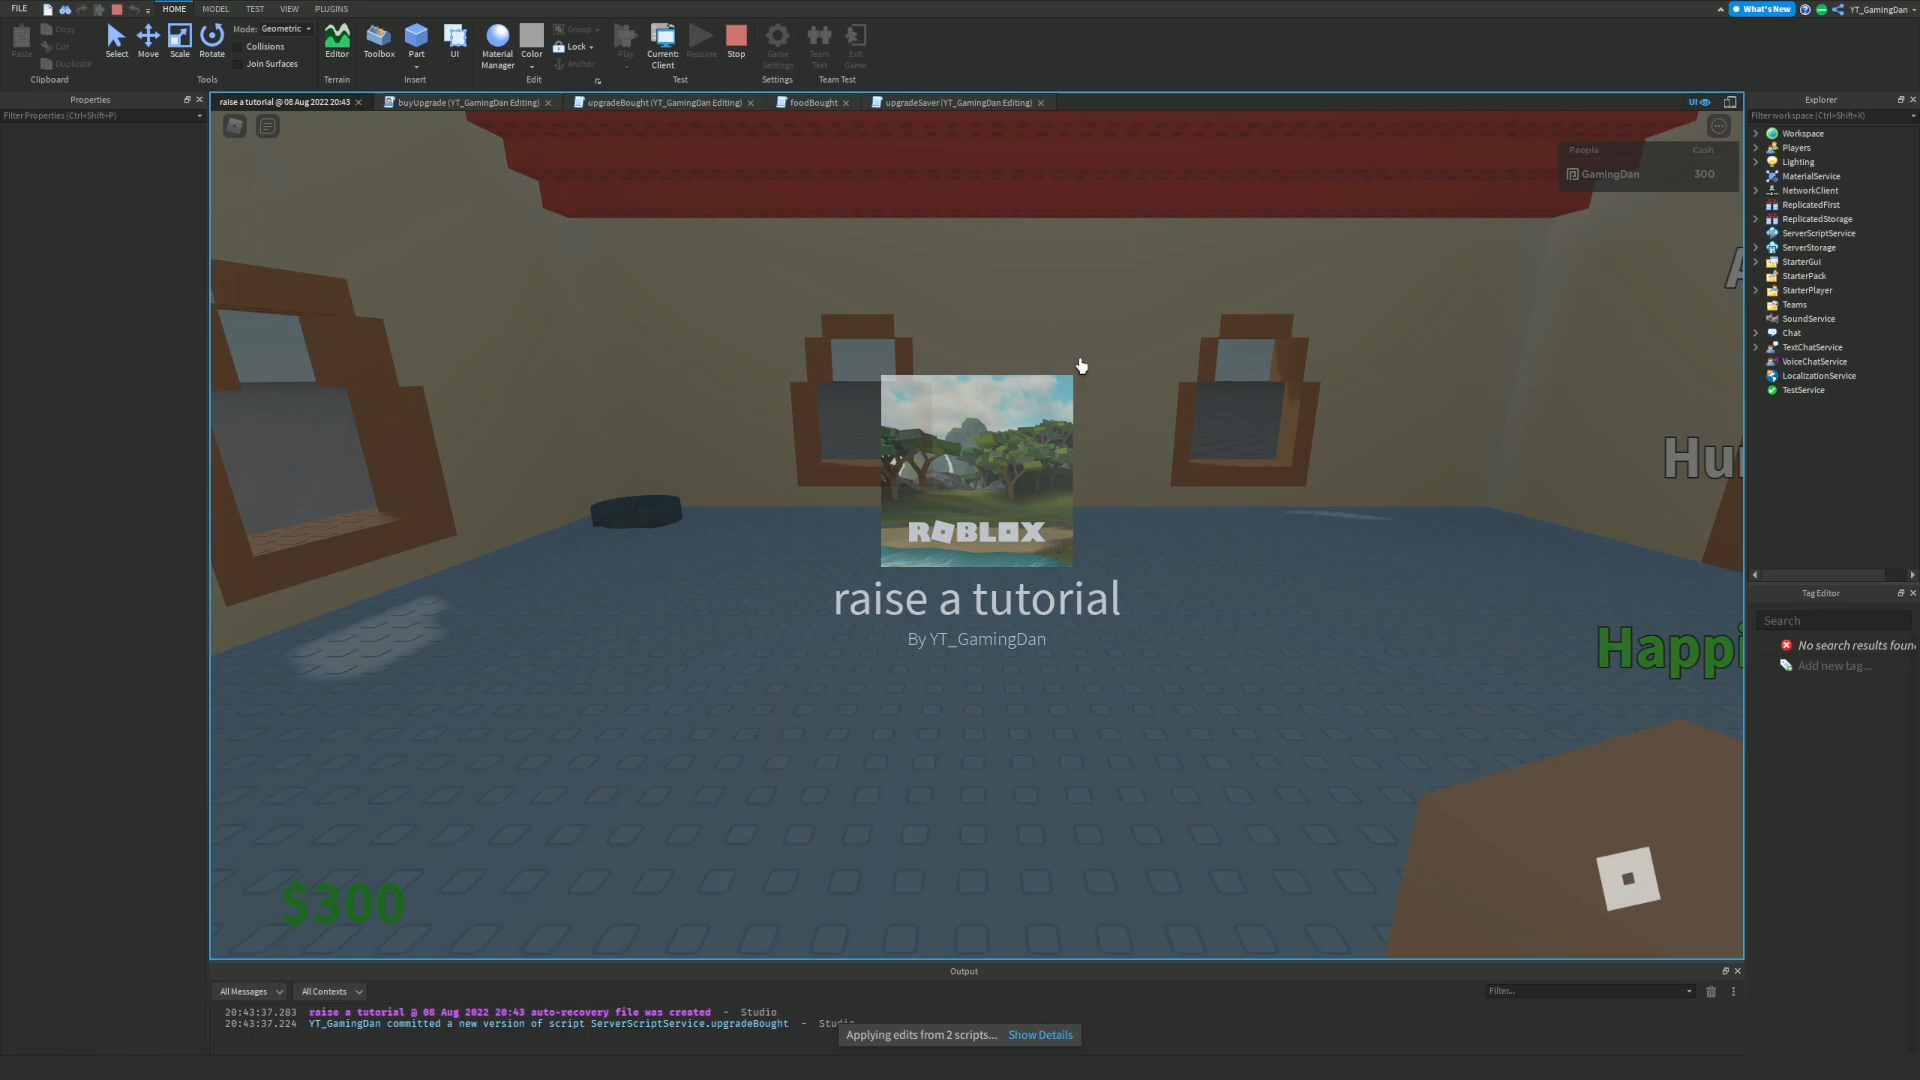 FILE HOME MODEL TEST VIEW PLUGINS What's New YT_GamingDan
Paste Copy Cut Duplicate Clipboard
Select Move Scale Rotate Mode: Geometric Collisions Join Surfaces Tools
Editor Terrain
Toolbox Part UI Insert
Material Manager Color Group Lock Anchor Edit
Play Current: Client Resume Stop Test
Game Settings Settings
Team Test Exit Game Team Test
Properties
Filter Properties (Ctrl+Shift+P)
raise a tutorial @ 08 Aug 2022 20:43 buyUpgrade (YT_GamingDan Editing) upgradeBought (YT_GamingDan Editing) foodBought upgradeSaver (YT_GamingDan Editing) UI
People Cash
GamingDan 300
A
Hu
Happi
ROBLOX
raise a tutorial
By YT_GamingDan
$300
Explorer
Filter workspace (Ctrl+Shift+X)
Workspace
Players
Lighting
MaterialService
NetworkClient
ReplicatedFirst
ReplicatedStorage
ServerScriptService
ServerStorage
StarterGui
StarterPack
StarterPlayer
Teams
SoundService
Chat
TextChatService
VoiceChatService
LocalizationService
TestService
Tag Editor
Search
No search results foun
Add new tag...
Output
All Messages All Contexts Filter...
20:43:37.283 raise a tutorial @ 08 Aug 2022 20:43 auto-recovery file was created - Studio
20:43:37.224 YT_GamingDan committed a new version of script ServerScriptService.upgradeBought - Studio
Applying edits from 2 scripts... Show Details